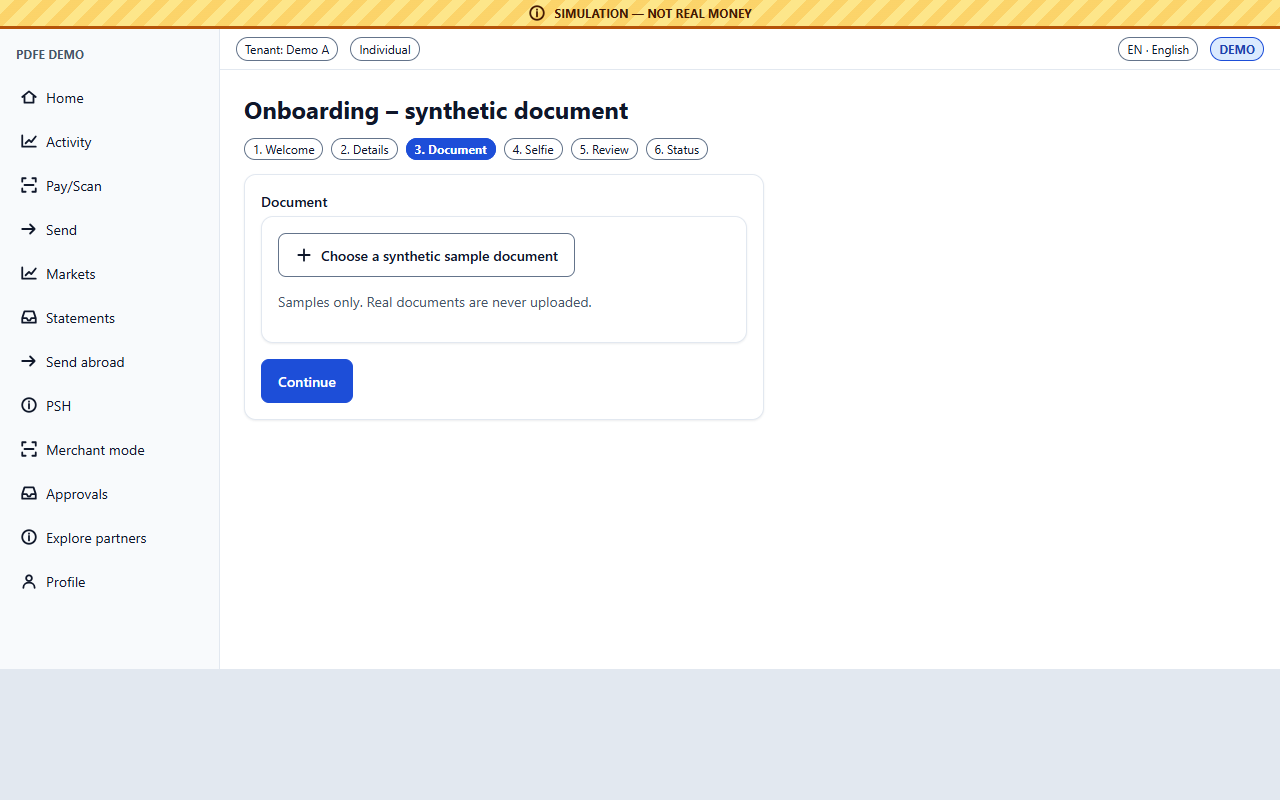 SIMULATION — NOT REAL MONEY
PDFE DEMO
Tenant: Demo A
Individual
EN · English
DEMO
Home
Activity
Pay/Scan
Send
Markets
Statements
Send abroad
PSH
Merchant mode
Approvals
Explore partners
Profile
Onboarding – synthetic document
1. Welcome
2. Details
3. Document
4. Selfie
5. Review
6. Status
Document
Choose a synthetic sample document
Samples only. Real documents are never uploaded.
Continue